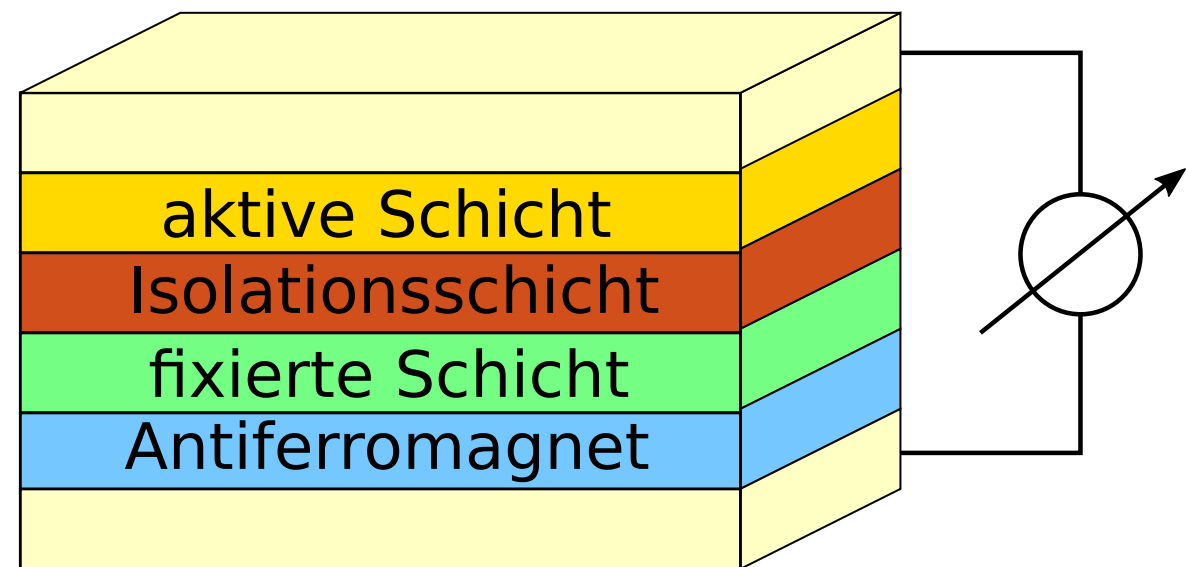 aktive Schicht
Isolationsschicht
fixierte Schicht
Antiferromagnet